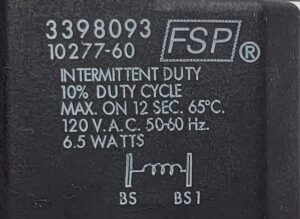 3398093 FSP®
10277-60
INTERMITTENT DUTY
10% DUTY CYCLE
MAX. ON 12 SEC. 65°C.
120 V.A.C. 50-60 Hz.
6.5 WATTS
BS BS1